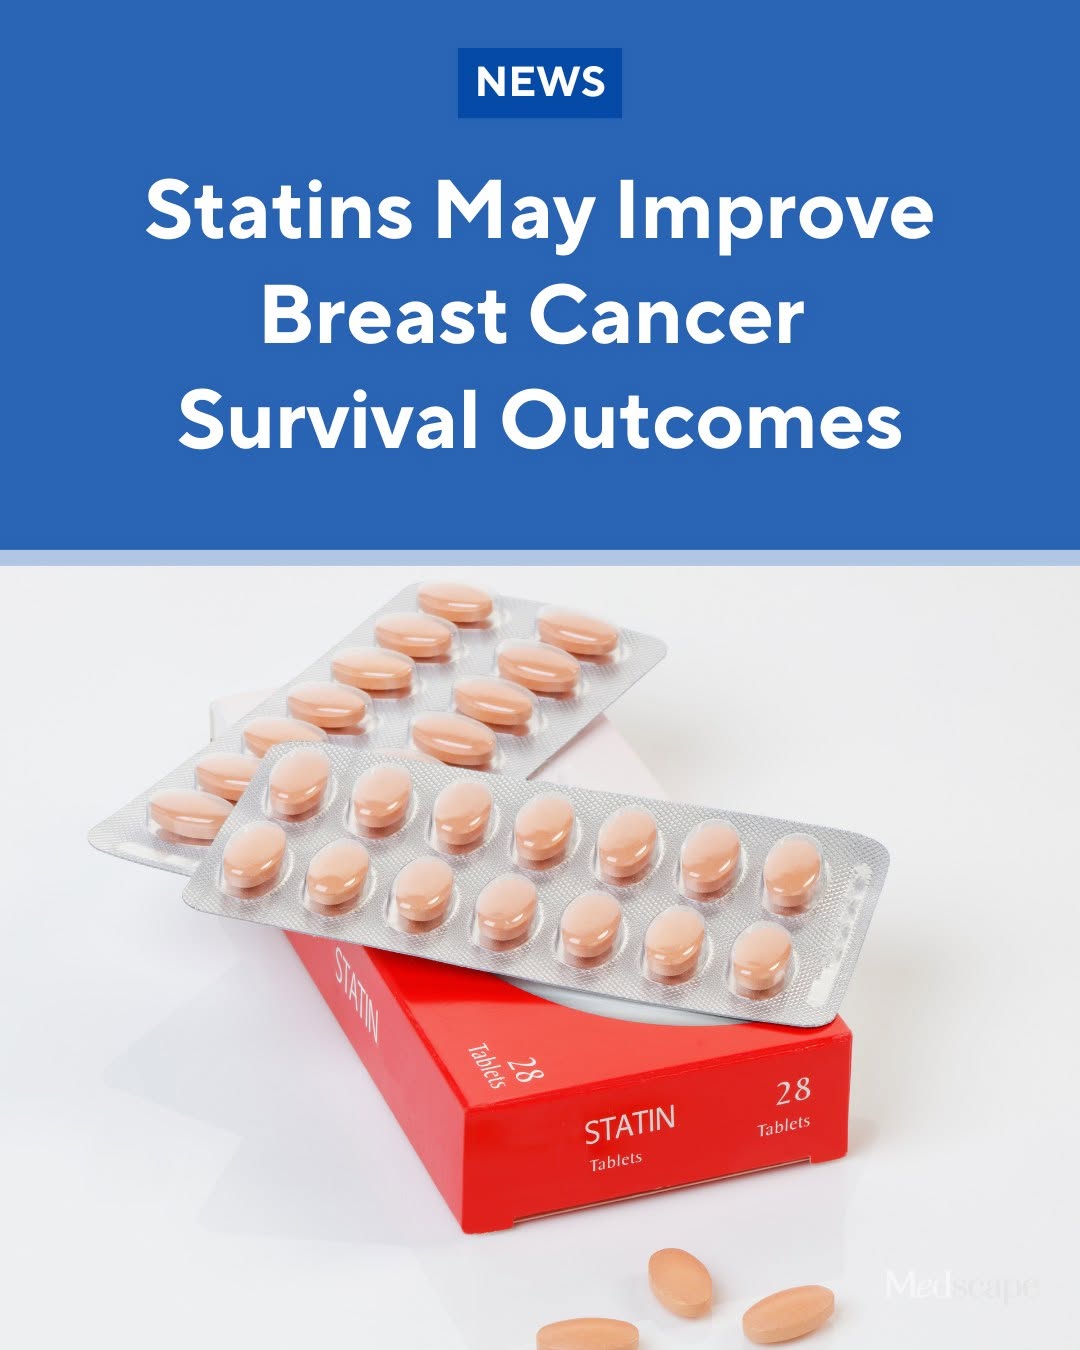 NEWS
Statins May Improve
Breast Cancer
Survival Outcomes
STATIN
28
Tablets
STATIN
Tablets
28
Tablets
Medscape